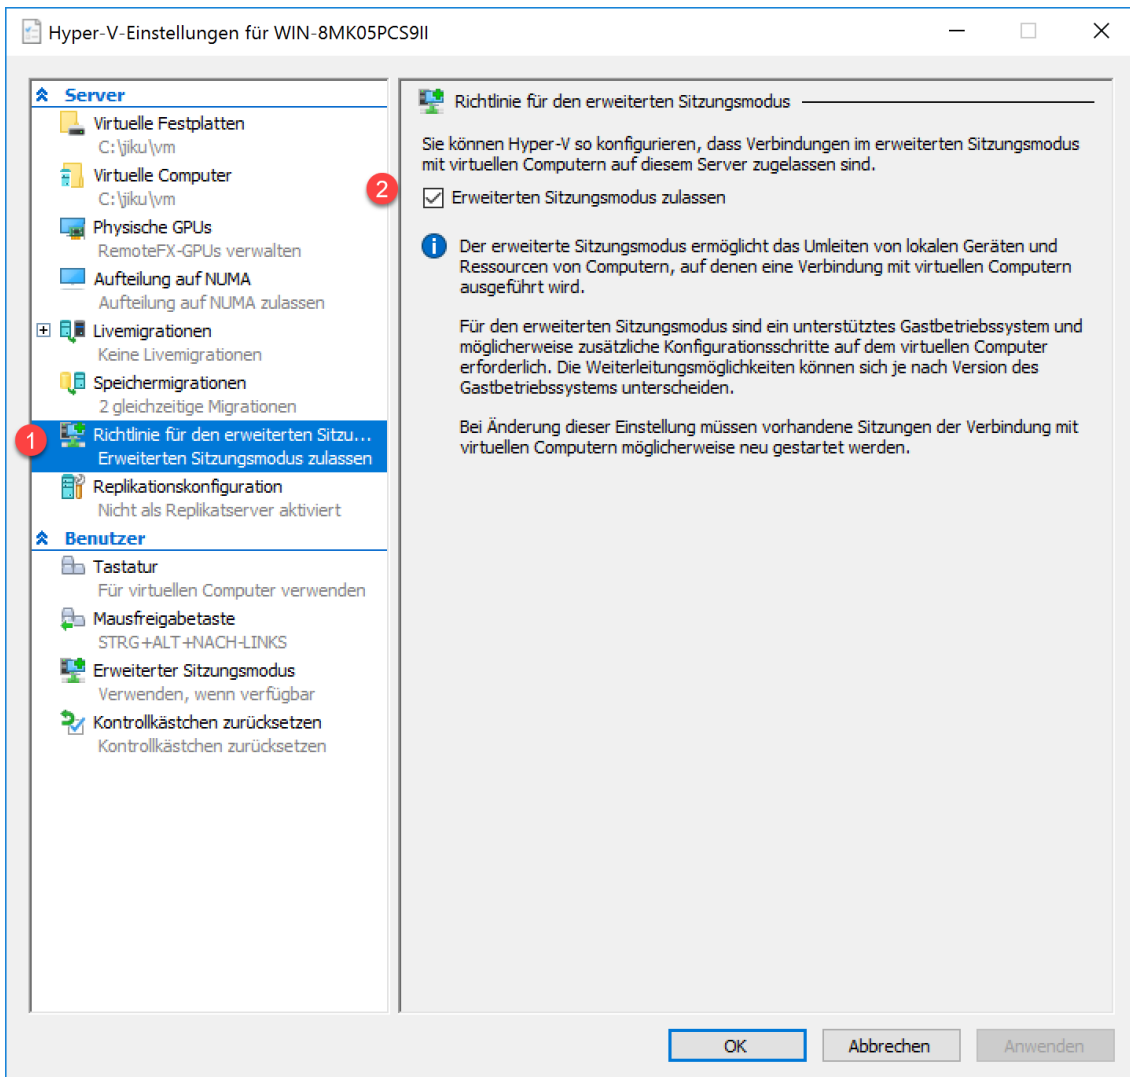 Hyper-V-Einstellungen für WIN-8MK05PCS9II
Server
Virtuelle Festplatten
C:\jiku\vm
Virtuelle Computer
C:\jiku\vm
Physische GPUs
RemoteFX-GPUs verwalten
Aufteilung auf NUMA
Aufteilung auf NUMA zulassen
Livemigrationen
Keine Livemigrationen
Speichermigrationen
2 gleichzeitige Migrationen
1
Richtlinie für den erweiterten Sitzu...
Erweiterten Sitzungsmodus zulassen
Replikationskonfiguration
Nicht als Replikatserver aktiviert
Benutzer
Tastatur
Für virtuellen Computer verwenden
Mausfreigabetaste
STRG+ALT+NACH-LINKS
Erweiterter Sitzungsmodus
Verwenden, wenn verfügbar
Kontrollkästchen zurücksetzen
Kontrollkästchen zurücksetzen
Richtlinie für den erweiterten Sitzungsmodus
Sie können Hyper-V so konfigurieren, dass Verbindungen im erweiterten Sitzungsmodus
mit virtuellen Computern auf diesem Server zugelassen sind.
2
Erweiterten Sitzungsmodus zulassen
Der erweiterte Sitzungsmodus ermöglicht das Umleiten von lokalen Geräten und
Ressourcen von Computern, auf denen eine Verbindung mit virtuellen Computern
ausgeführt wird.
Für den erweiterten Sitzungsmodus sind ein unterstütztes Gastbetriebssystem und
möglicherweise zusätzliche Konfigurationsschritte auf dem virtuellen Computer
erforderlich. Die Weiterleitungsmöglichkeiten können sich je nach Version des
Gastbetriebssystems unterscheiden.
Bei Änderung dieser Einstellung müssen vorhandene Sitzungen der Verbindung mit
virtuellen Computern möglicherweise neu gestartet werden.
OK
Abbrechen
Anwenden